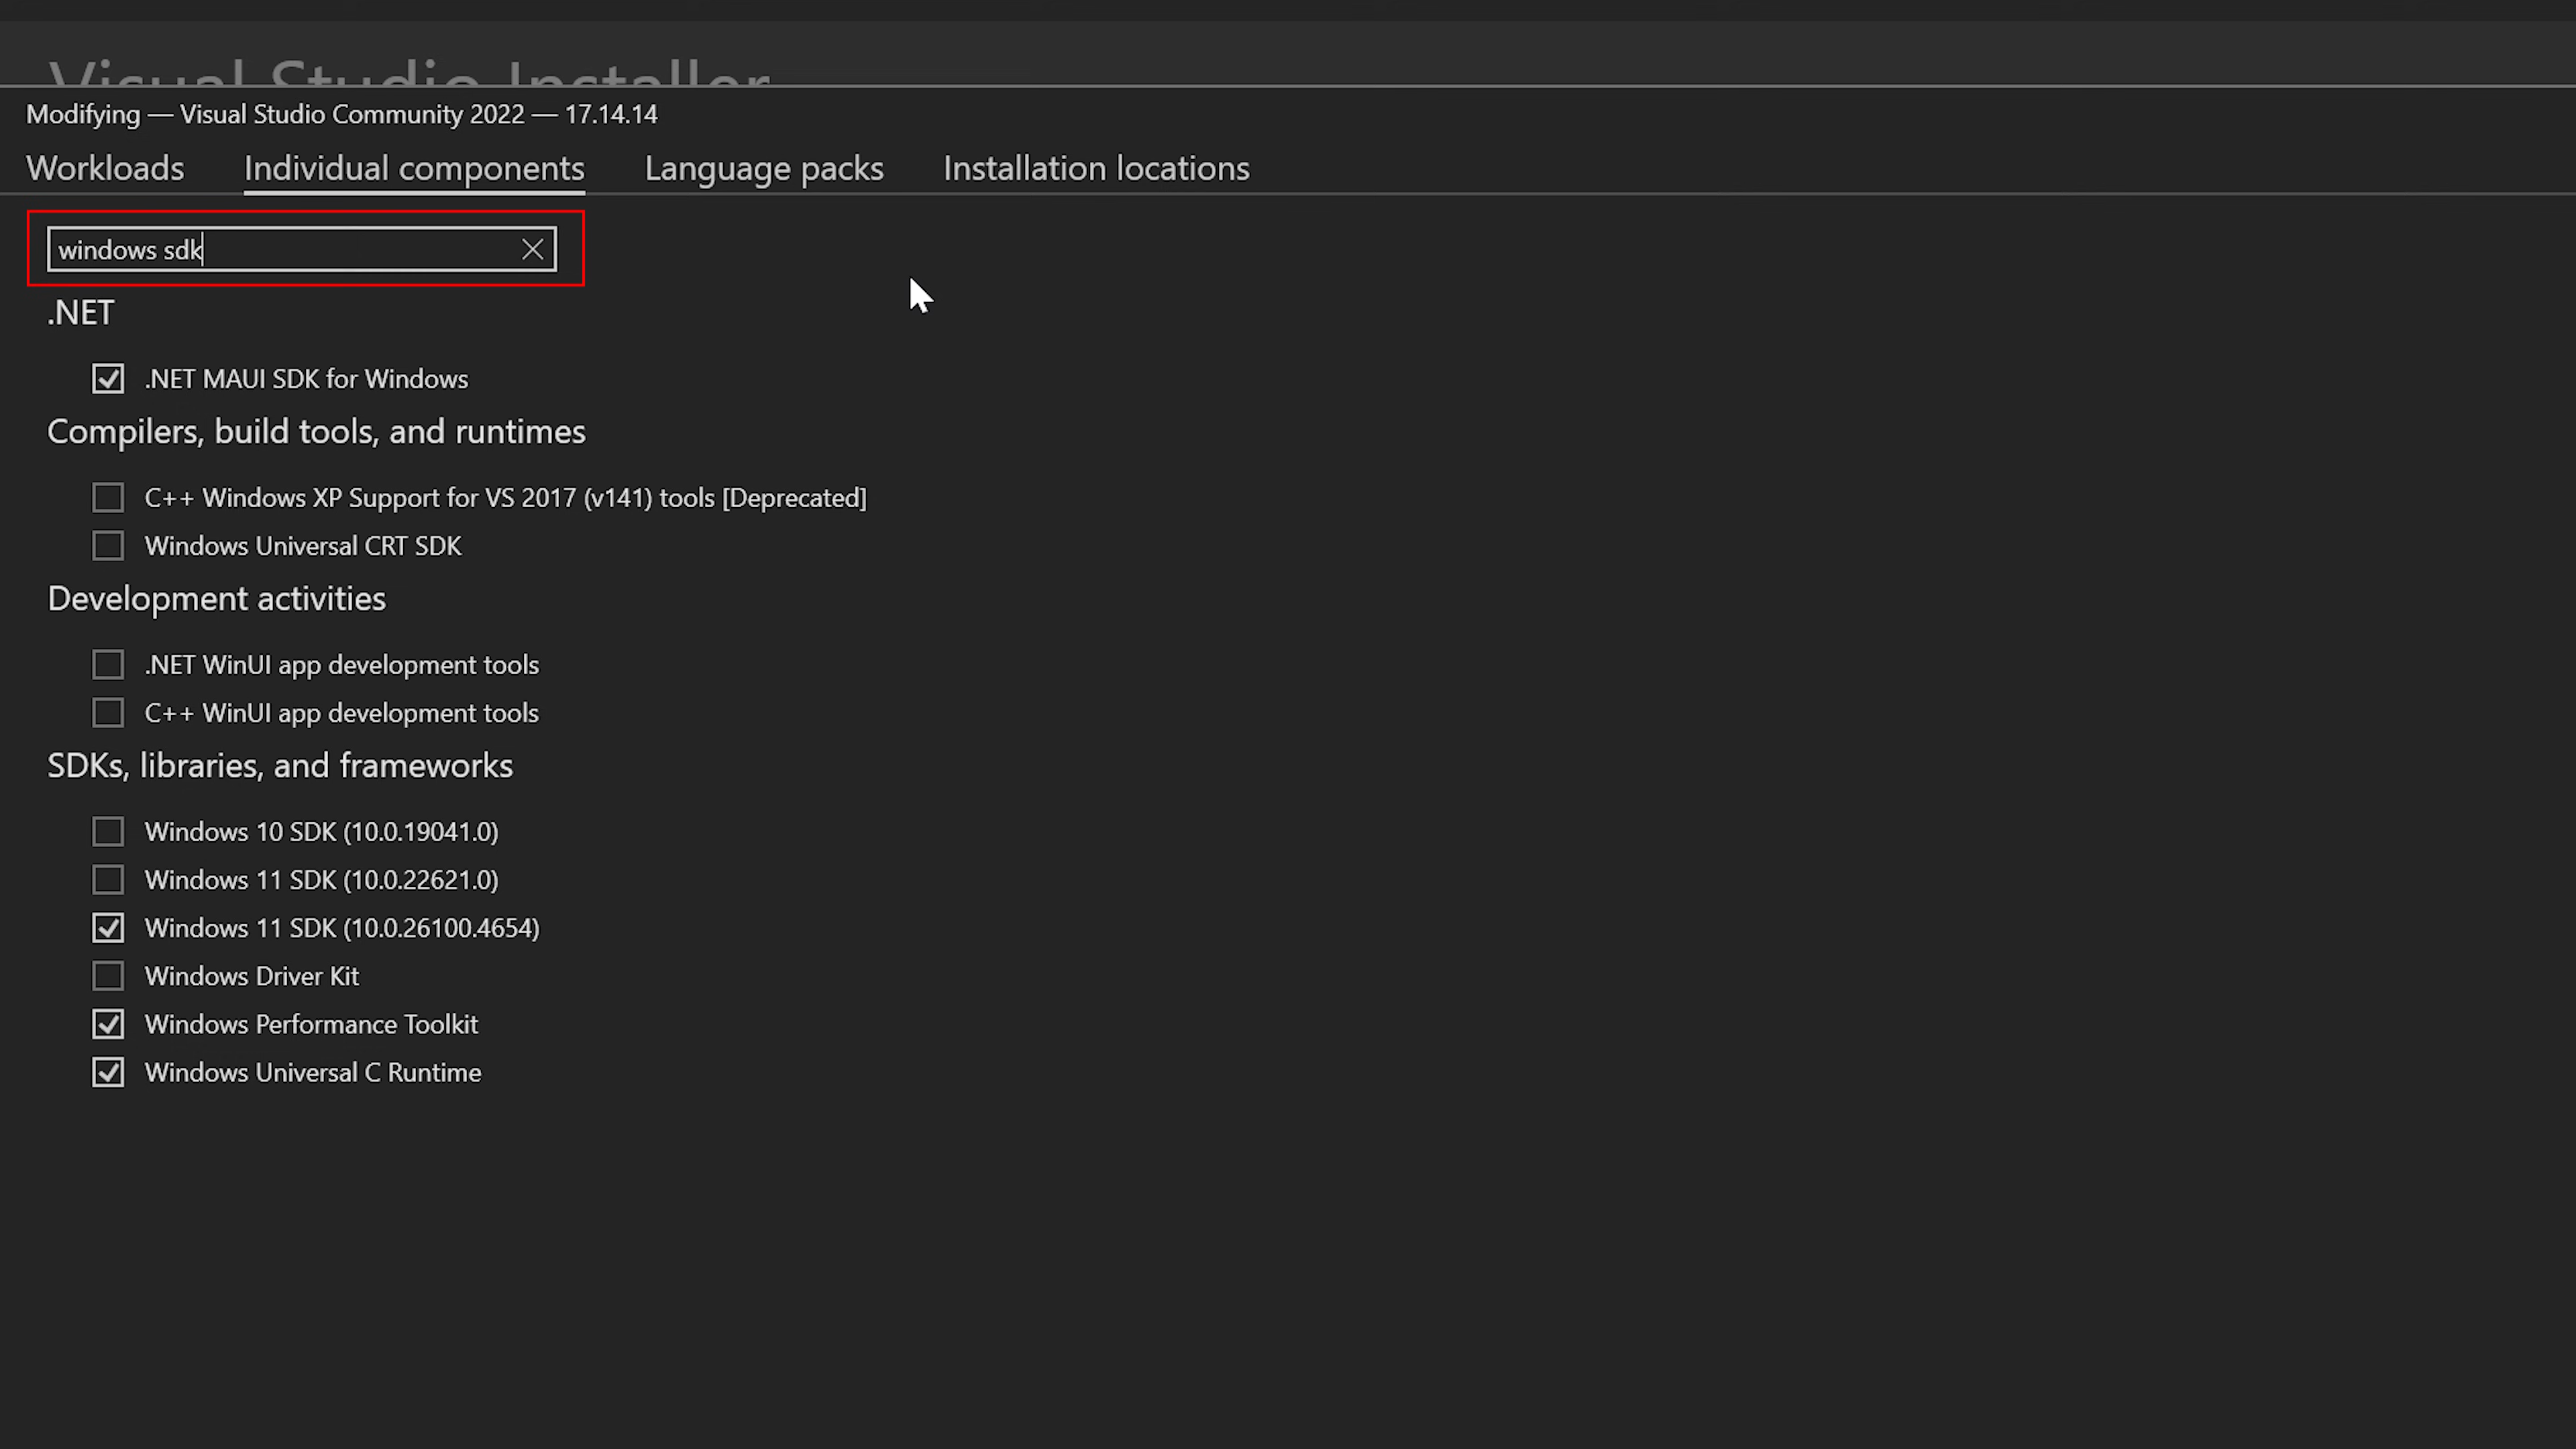 Visual Studio Installer
Modifying — Visual Studio Community 2022 — 17.14.14
Workloads Individual components Language packs Installation locations
windows sdk
.NET
.NET MAUI SDK for Windows
Compilers, build tools, and runtimes
C++ Windows XP Support for VS 2017 (v141) tools [Deprecated]
Windows Universal CRT SDK
Development activities
.NET WinUI app development tools
C++ WinUI app development tools
SDKs, libraries, and frameworks
Windows 10 SDK (10.0.19041.0)
Windows 11 SDK (10.0.22621.0)
Windows 11 SDK (10.0.26100.4654)
Windows Driver Kit
Windows Performance Toolkit
Windows Universal C Runtime